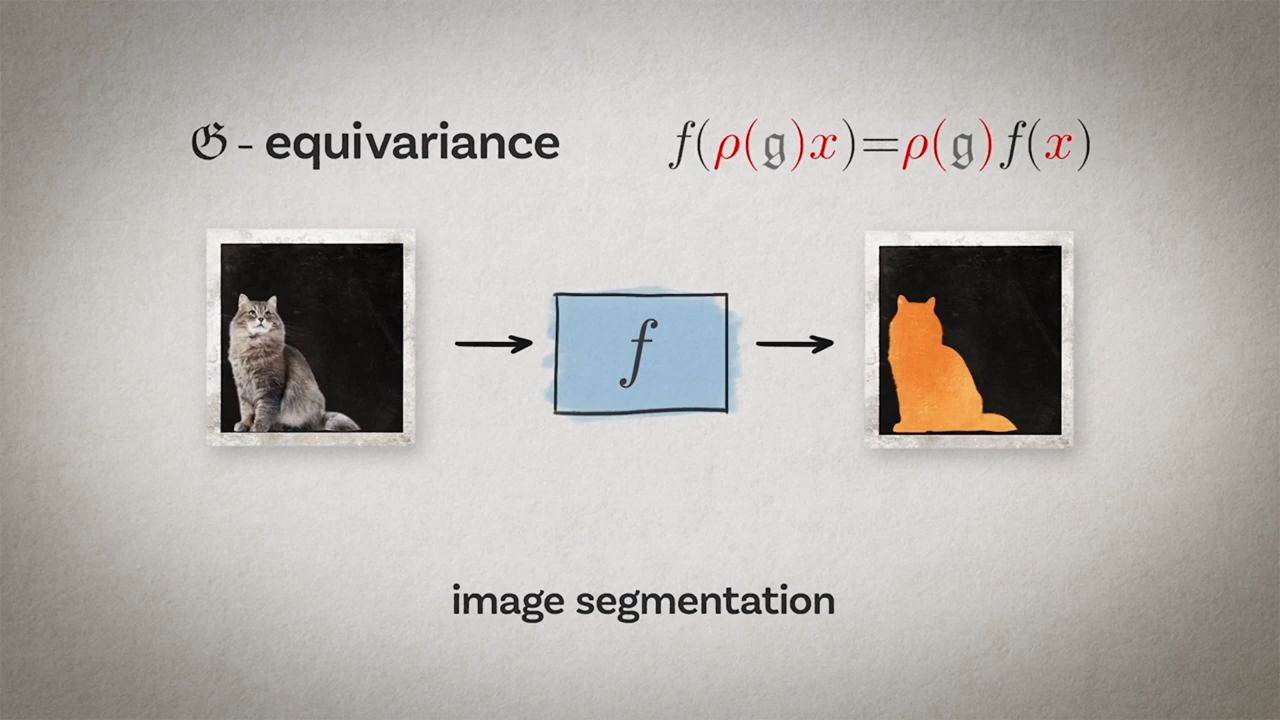 𝔊 - equivariance
f(ρ(𝔤)x)=ρ(𝔤)f(x)
f
image segmentation